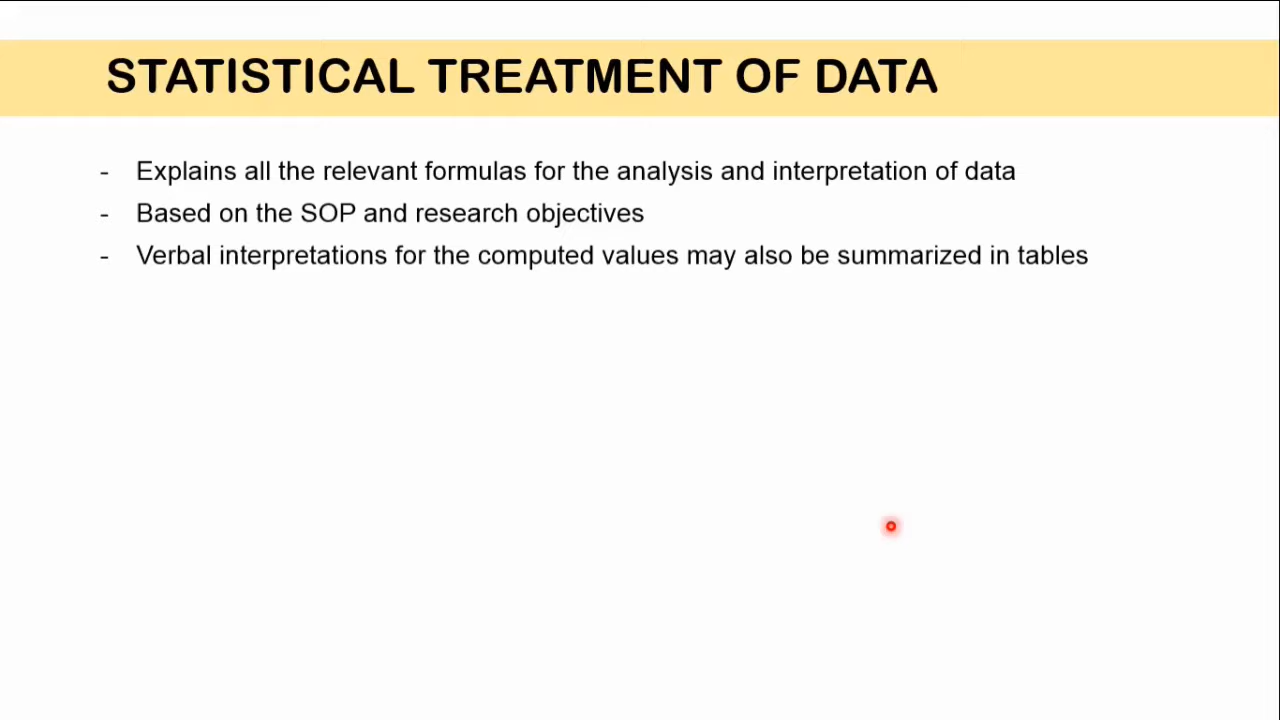 STATISTICAL TREATMENT OF DATA
- Explains all the relevant formulas for the analysis and interpretation of data
- Based on the SOP and research objectives
- Verbal interpretations for the computed values may also be summarized in tables